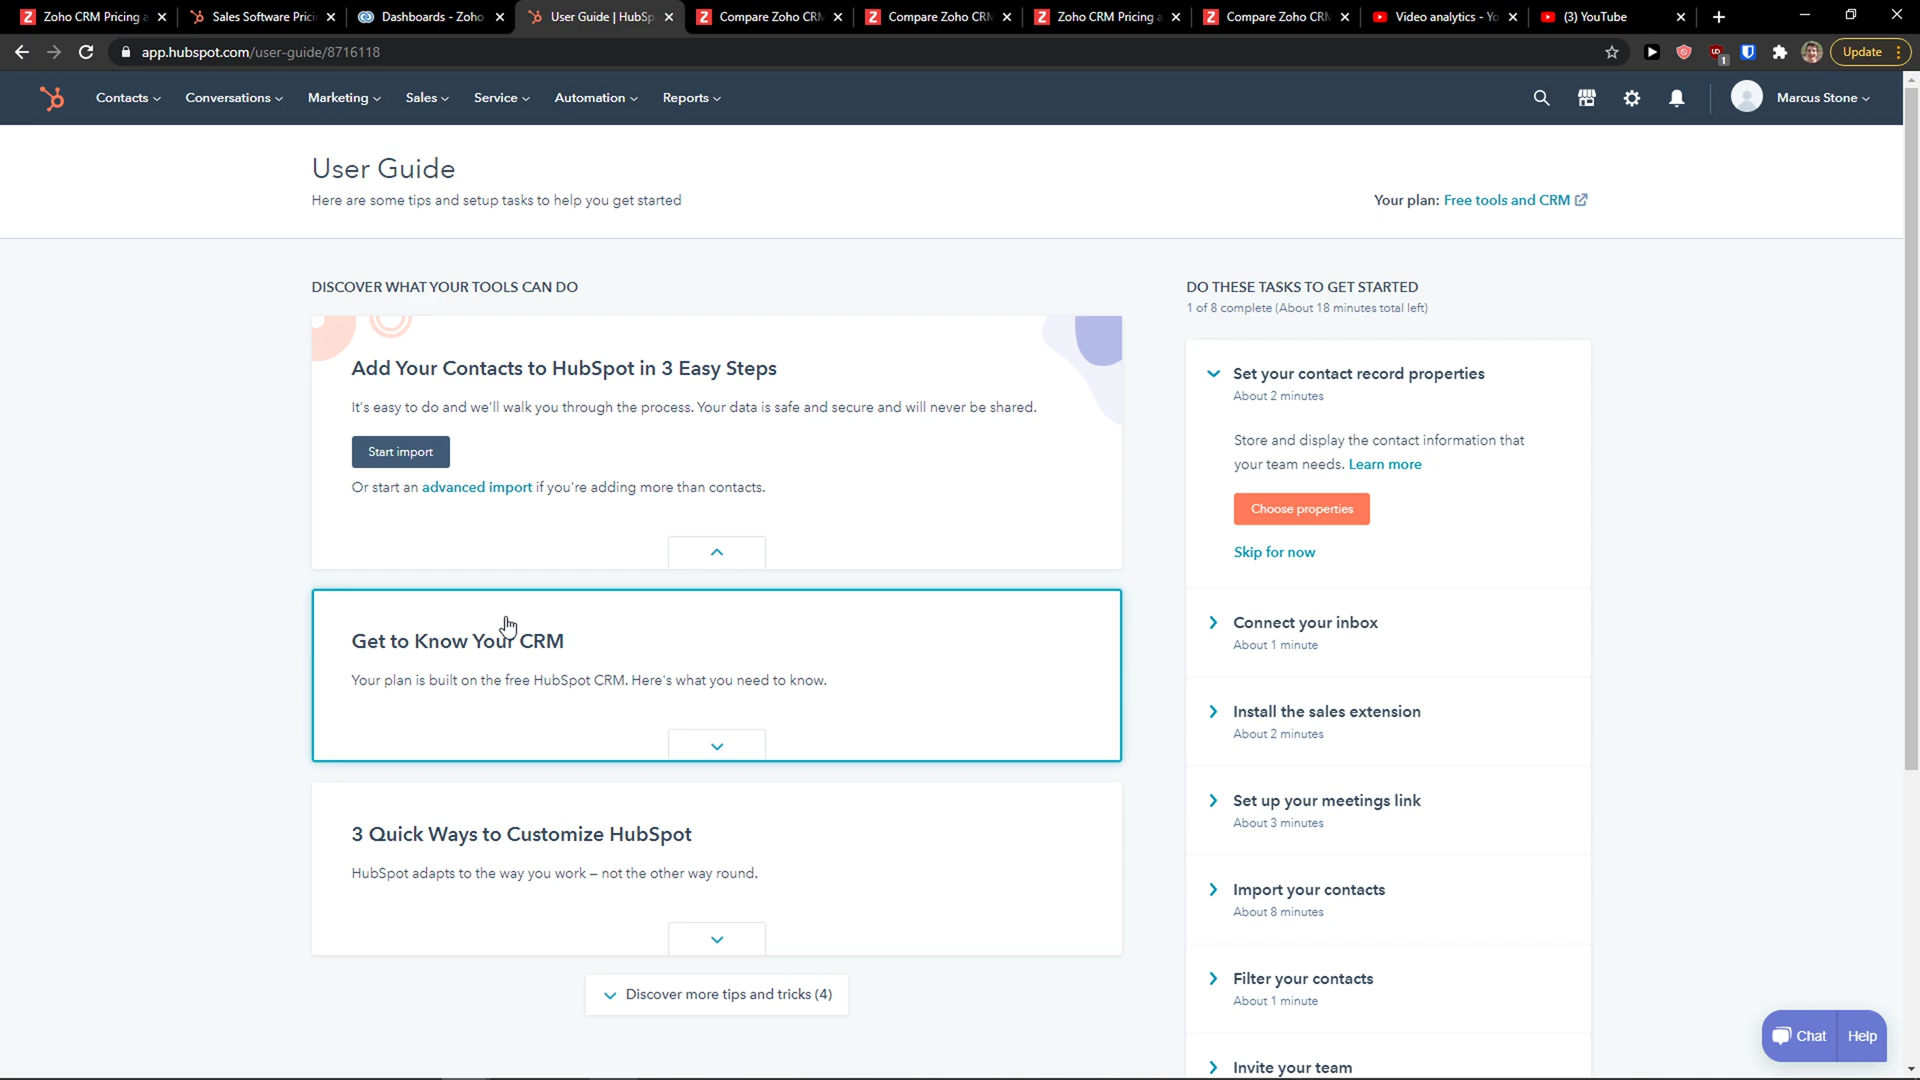 Zoho CRM Pricing a
Sales Software Prici
Dashboards - Zoho
User Guide | HubSp
Compare Zoho CRM
Compare Zoho CRM
Zoho CRM Pricing a
Compare Zoho CRM
Video analytics - Yo
(3) YouTube
app.hubspot.com/user-guide/8716118
1
Update
Contacts
Conversations
Marketing
Sales
Service
Automation
Reports
Marcus Stone
User Guide
Here are some tips and setup tasks to help you get started
Your plan: Free tools and CRM
DISCOVER WHAT YOUR TOOLS CAN DO
Add Your Contacts to HubSpot in 3 Easy Steps
It's easy to do and we'll walk you through the process. Your data is safe and secure and will never be shared.
Start import
Or start an advanced import if you're adding more than contacts.
Get to Know Your CRM
Your plan is built on the free HubSpot CRM. Here's what you need to know.
3 Quick Ways to Customize HubSpot
HubSpot adapts to the way you work – not the other way round.
Discover more tips and tricks (4)
DO THESE TASKS TO GET STARTED
1 of 8 complete (About 18 minutes total left)
Set your contact record properties
About 2 minutes
Store and display the contact information that
your team needs. Learn more
Choose properties
Skip for now
Connect your inbox
About 1 minute
Install the sales extension
About 2 minutes
Set up your meetings link
About 3 minutes
Import your contacts
About 8 minutes
Filter your contacts
About 1 minute
Invite your team
Chat
Help